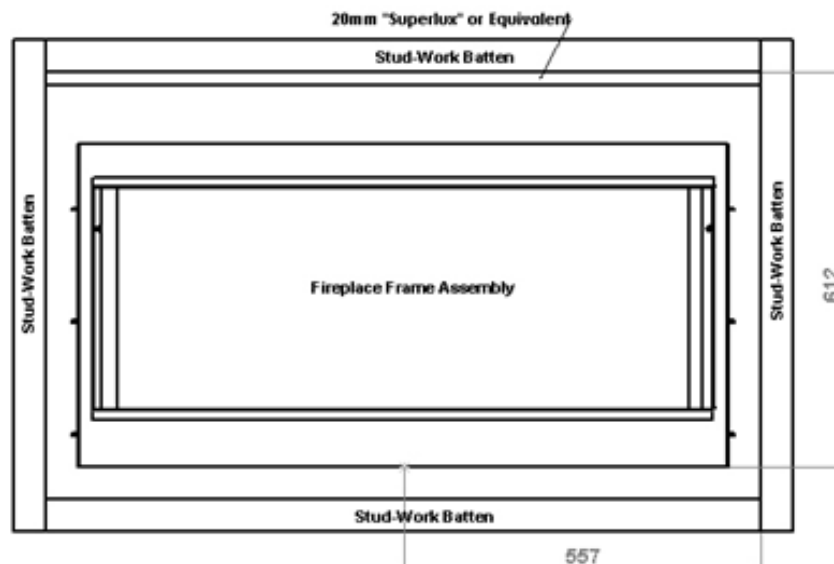 20mm "Superlux" or Equivalent
Stud-Work Batten
Stud-Work Batten
Stud-Work Batten
612
Fireplace Frame Assembly
Stud-Work Batten
557